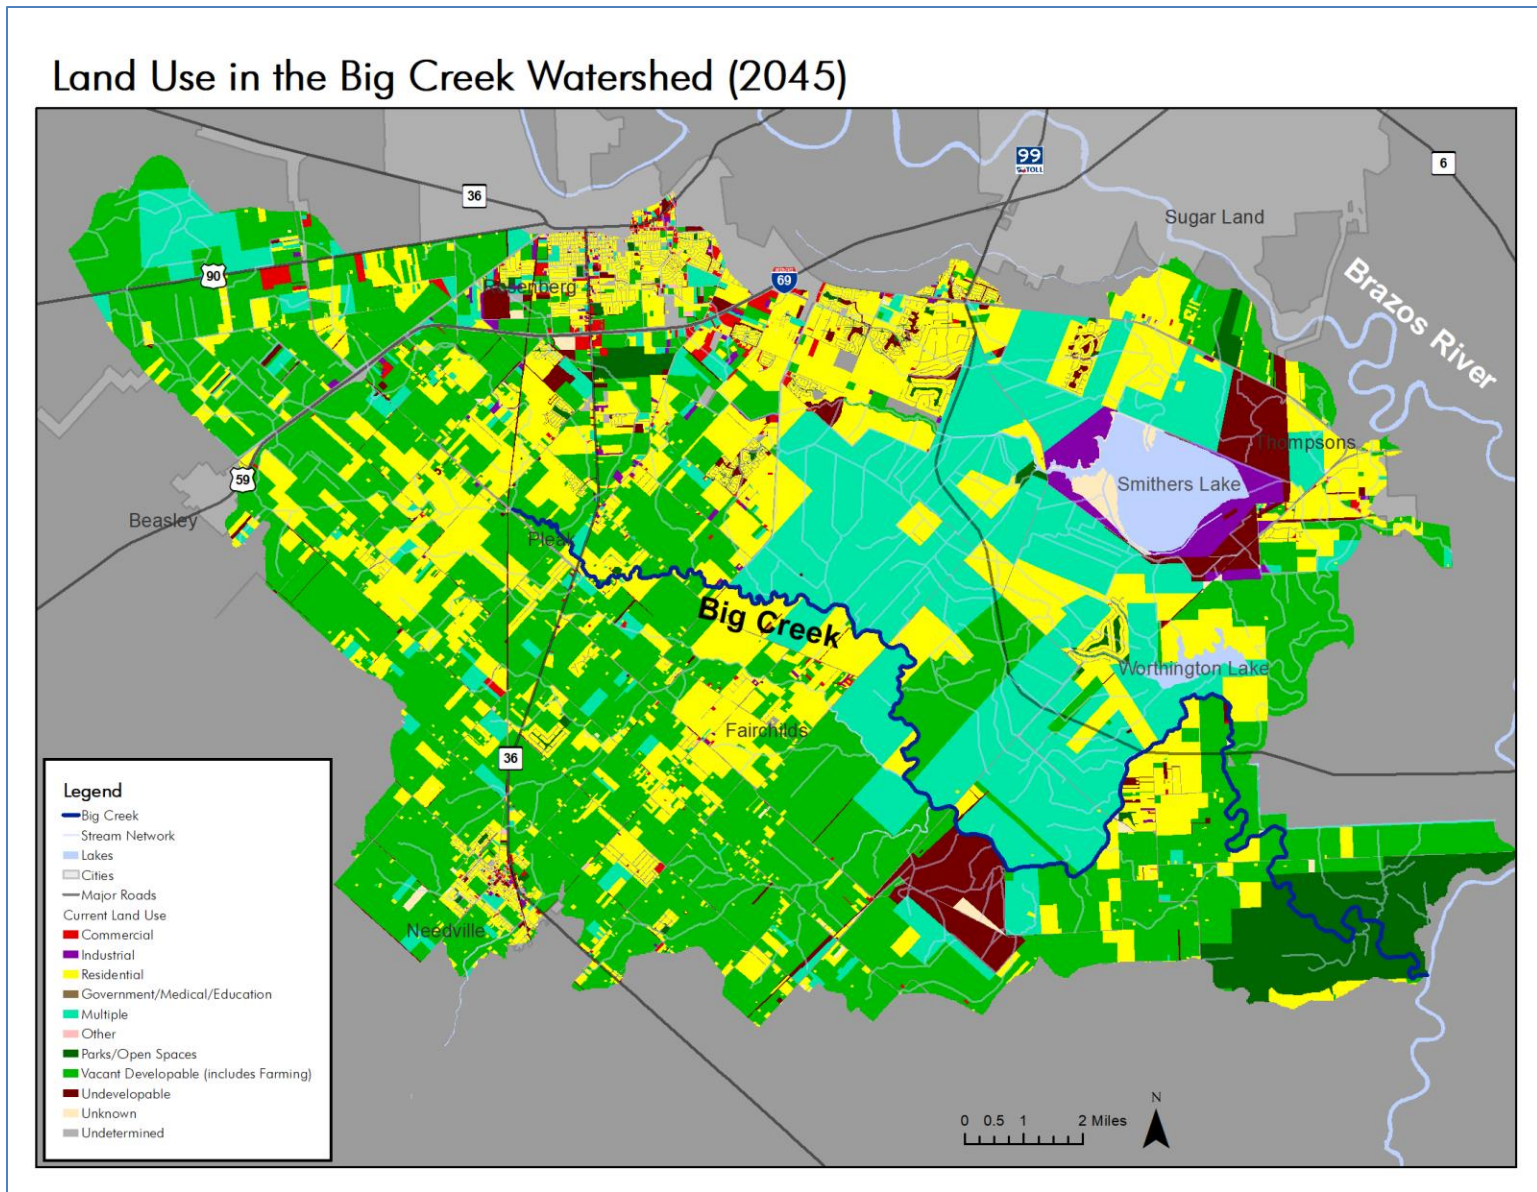 Land Use in the Big Creek Watershed (2045)
99
TOLL
6
36
Sugar Land
90
69
Rosenberg
Brazos River
Thompsons
59
Smithers Lake
Beasley
Pleak
Big Creek
Worthington Lake
Fairchilds
36
Needville
Legend
Big Creek
Stream Network
Lakes
Cities
Major Roads
Current Land Use
Commercial
Industrial
Residential
Government/Medical/Education
Multiple
Other
Parks/Open Spaces
Vacant Developable (includes Farming)
Undevelopable
Unknown
Undetermined
N
0 0.5 1 2 Miles